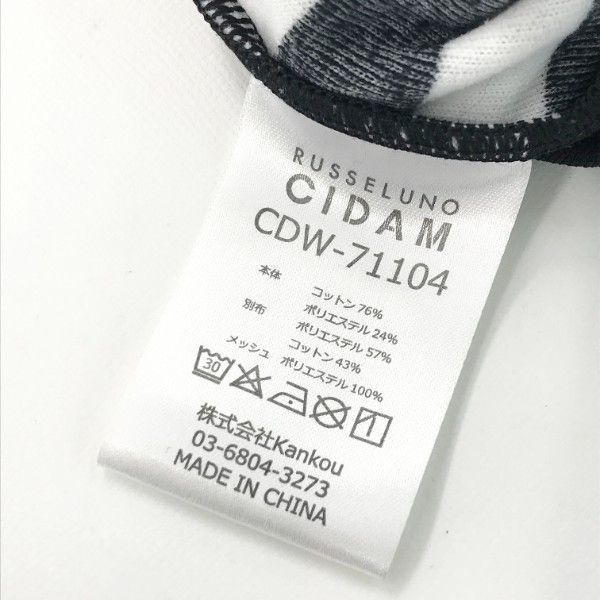 RUSSELUNO
CIDAM
CDW-71104
本体 コットン 76%
ポリエステル 24%
別布 ポリエステル 57%
コットン 43%
メッシュ ポリエステル 100%
30
株式会社Kankou
03-6804-3273
MADE IN CHINA